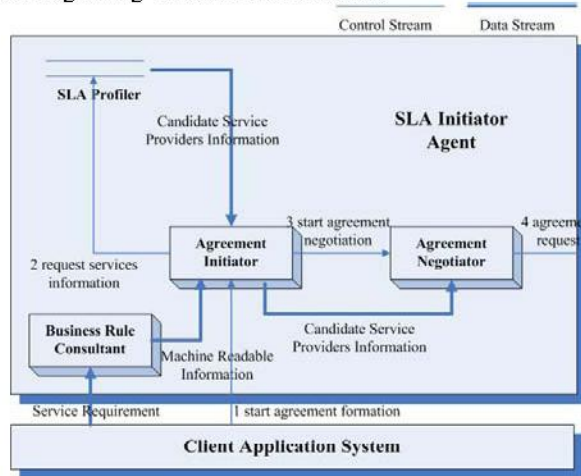 Control Stream
Data Stream
SLA Profiler
Candidate Service
Providers Information
SLA Initiator
Agent
3 start agreement
negotiation
4 agreeme
request
Agreement
Initiator
Agreement
Negotiator
2 request services
information
Candidate Service
Providers Information
Business Rule
Consultant
Machine Readable
Information
Service Requirement
1 start agreement formation
Client Application System